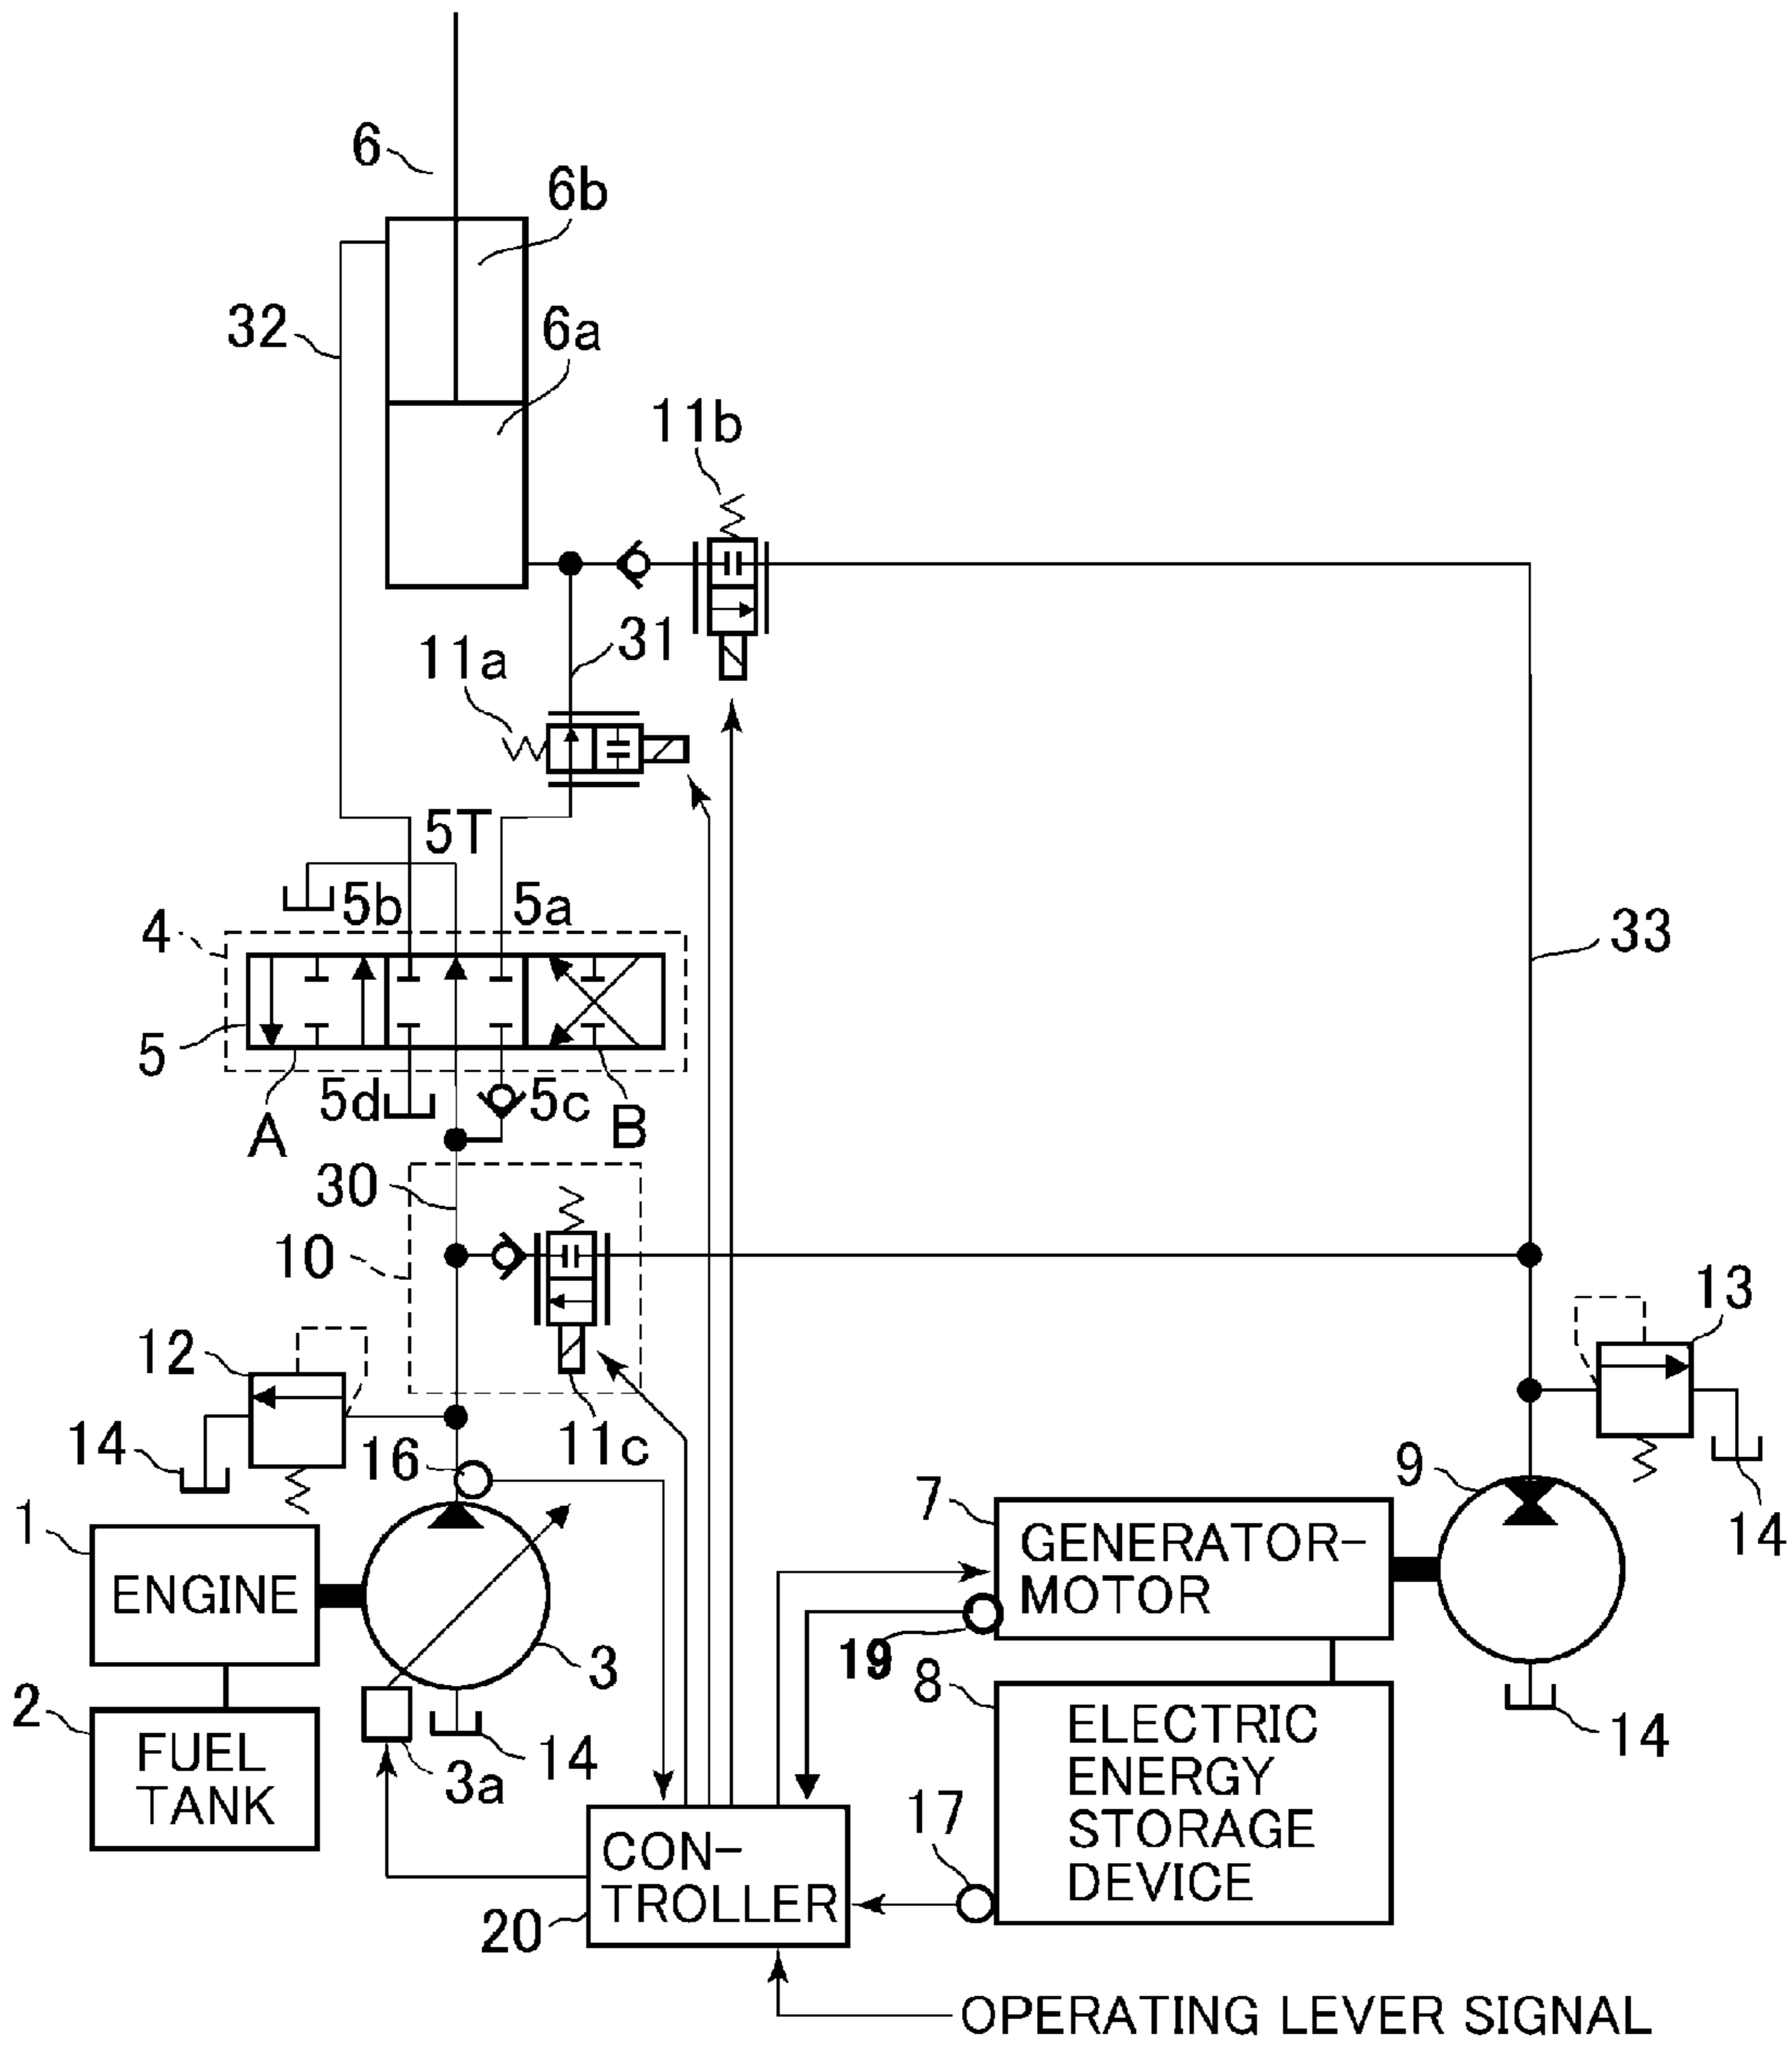 6
6b
32
6a
11b
31
11a
5T
5b
5a
4
33
5
5d
5c
A
B
30
10
13
12
14
16
11c
9
7
14
1
GENERATOR-
MOTOR
ENGINE
3
19
8
2
14
14
FUEL
TANK
3a
ELECTRIC
ENERGY
STORAGE
DEVICE
17
CON-
TROLLER
20
OPERATING LEVER SIGNAL